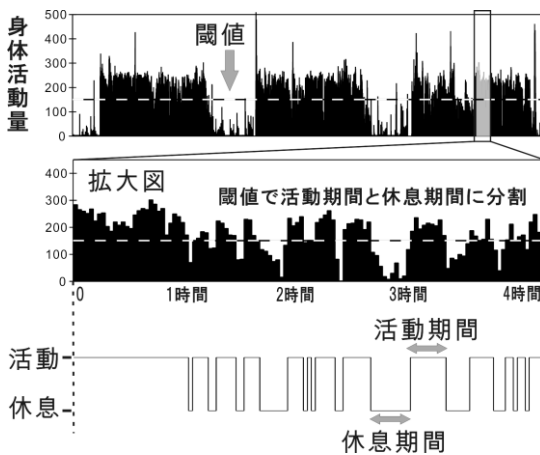 身体活動量
500
400
300
200
100
0
閾値
拡大図
閾値で活動期間と休息期間に分割
400
300
200
100
0
0
1時間
2時間
3時間
4時間
活動期間
活動
休息
休息期間